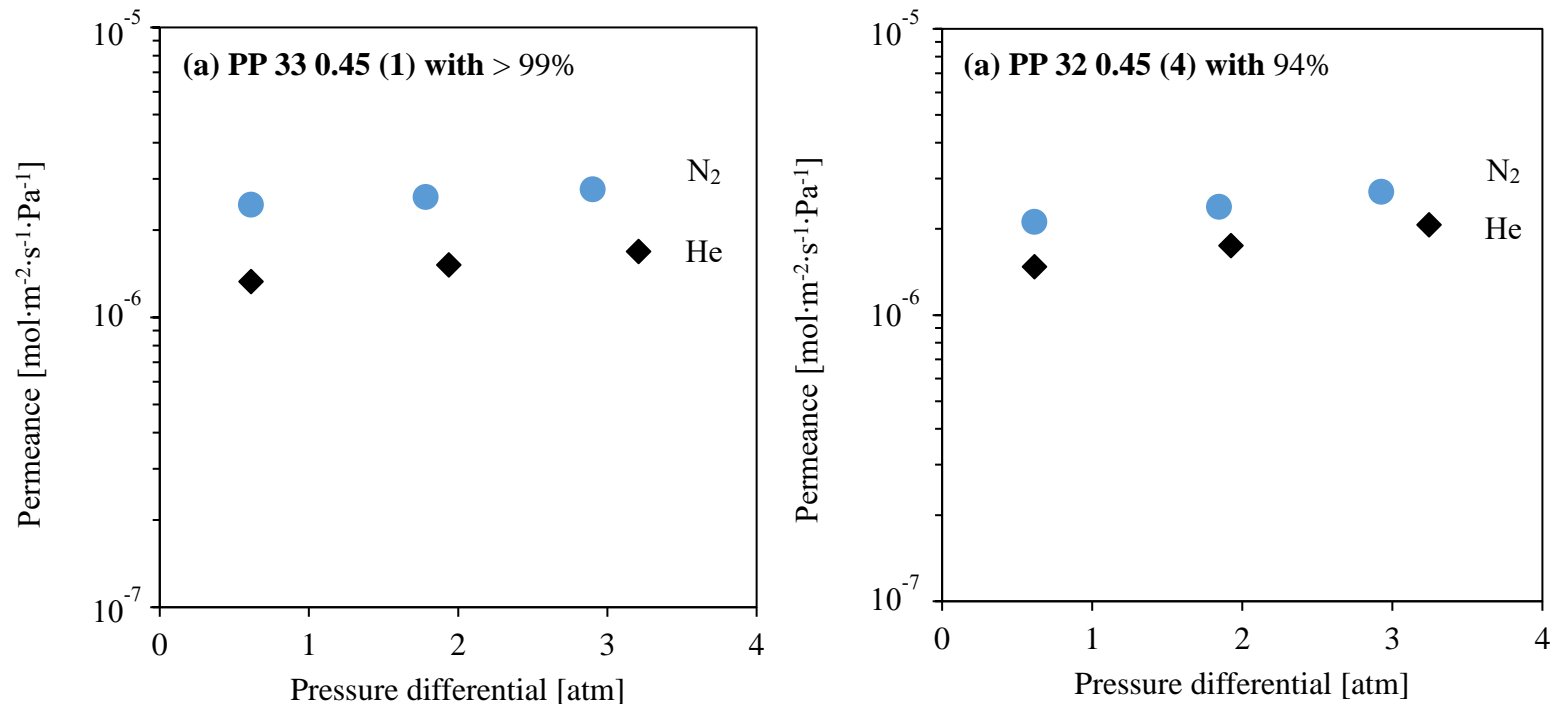 (a) PP 33 0.45 (1) with > 99%
Permeance [mol·m⁻²·s⁻¹·Pa⁻¹]
10⁻⁵
10⁻⁶
10⁻⁷
N₂
He
0 1 2 3 4
Pressure differential [atm]
(a) PP 32 0.45 (4) with 94%
Permeance [mol·m⁻²·s⁻¹·Pa⁻¹]
10⁻⁵
10⁻⁶
10⁻⁷
N₂
He
0 1 2 3 4
Pressure differential [atm]